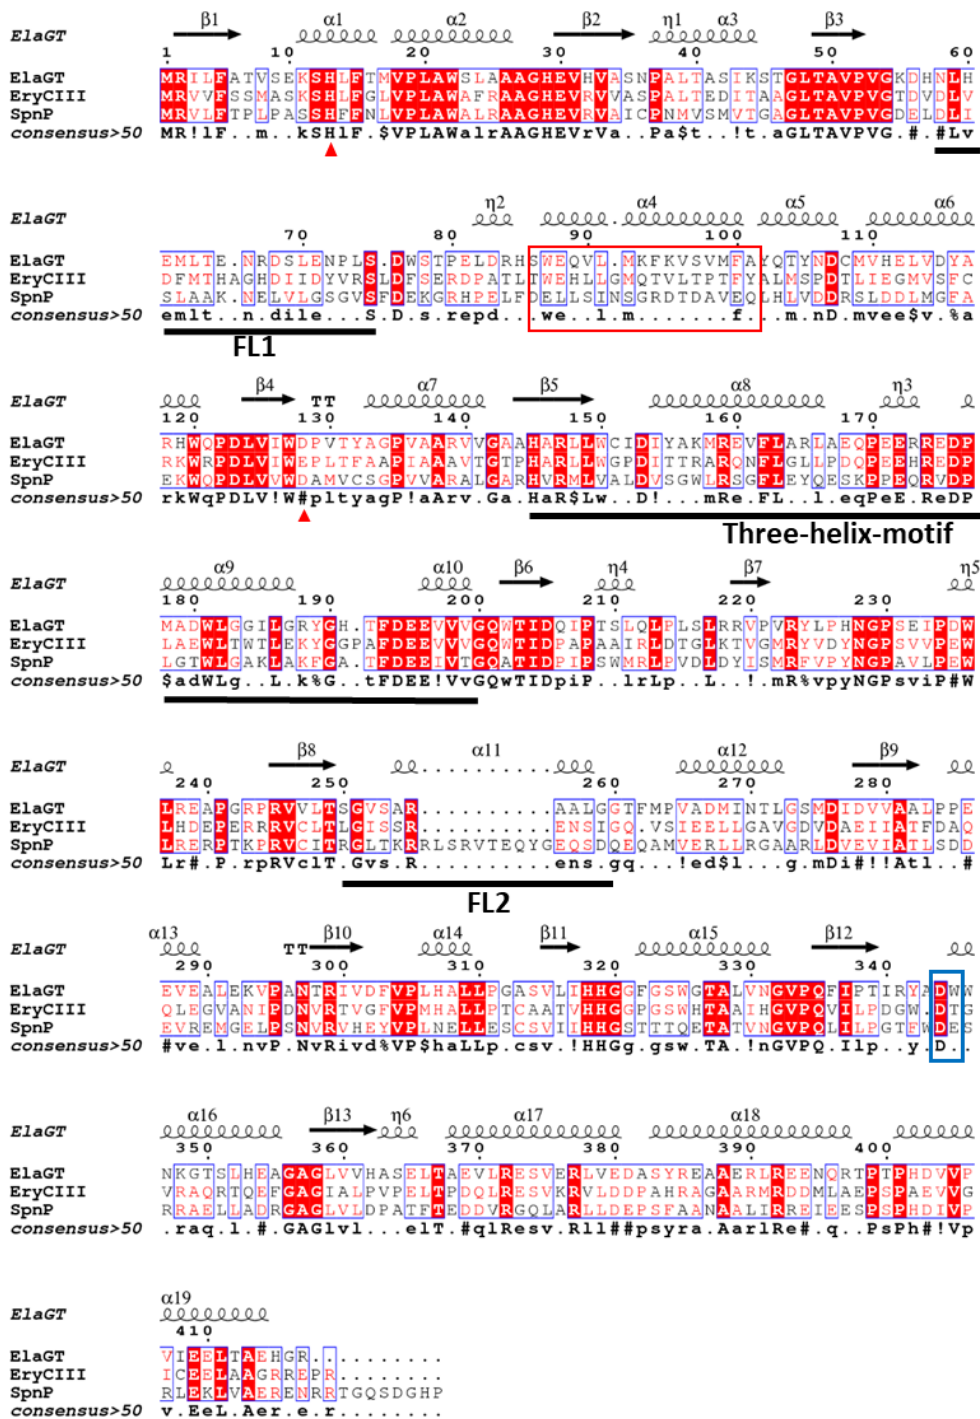 β1 α1 α2 β2 η1 α3 β3
ElaGT
1 10 20 30 40 50 60
ElaGT MRILFATVSEKSHLFTMVPLAWSLAAAGHEVHVASNPALTASIKSTGLTAVPVGKDHNLH
EryCIII MRVVFSSMASKSHLFGLVPLAWAFRAAGHEVRVVASPALTEDITAAGLTAVPVGTDVDLV
SpnP MRVLFTPLPASSHFFNLVPLAWALRAAGHEVRVAICPNMVSMVTGAGLTAVPVGDELDLI
consensus>50 MR!lF..m..kSHlF.$VPLAWalrAAGHEVrVa..Pa$t..!t.aGLTAVPVG.#.#Lv
η2 α4 α5 α6
ElaGT
70 80 90 100 110
ElaGT EMLTE.NRDSLENPLS.DWSTPELDRHSWEQVL.MKFKVSVMFAYQTYNDCMVHELVDYA
EryCIII DFMTHAGHDIIDYVRSLDFSERDPATLTWEHLLGMQTVLTPTFYALMSPDTLIEGMVSFC
SpnP SLAAK.NELVLGSGVSFDEKGRHPELFDELLSINSGRDTDAVEQLHLVDDRSLDDLMGFA
consensus>50 emlt..ndile...S.D.s.repd...we..l.m.......f..m.nD.mvee$v.%a
FL1
β4 TT α7 β5 α8 η3
ElaGT
120 130 140 150 160 170
ElaGT RHWQPDLVIWDPVTYAGPVAARVVGAAHARLLWCIDIYAKMREVFLARLAEQPEERREDP
EryCIII RKWRPDLVIWEPLTFAAPIAAAVTGTPHARLLWGPDITTRARQNFLGLLPDQPEEHREDP
SpnP EKWQPDLVIWDAMVCSGPVVARALGARHVRMLVALDVSGWLRSGFLEYQESKPPEQRVDP
consensus>50 rkWqPDLV!W#pltyagP!aArv.Ga.HaR$Lw..D!...mRe.FL..l.eqPeE.ReDP
Three-helix-motif
α9 α10 β6 η4 β7 η5
ElaGT
180 190 200 210 220 230
ElaGT MADWLGGILGRYGH.TFDEEVVVGQWTIDQIPTSLQLPLSLRRVPVRYLPHNGPSEIPDW
EryCIII LAEWLTWTLEKYGGPAFDEEVVVGQWTIDPAPAAIRLDTGLKTVGMRYVDYNGPSVVPEW
SpnP LGTWLGAKLAKFGA.TFDEEIVTGQATIDPIPSWMRLPVDLDYISMRFVPYNGPAVLPEW
consensus>50 $adWLg..L.k%G..tFDEE!VvGQwTIDpiP..lrLp..L..!.mR%vpyNGPsviP#W
β8 α11 α12 β9
ElaGT
240 250 260 270 280
ElaGT LREAPGRPRVVLTSGVSAR..........AALGGTFMPVADMINTLGSMDIDVVAALPPE
EryCIII LHDEPERRRVCLTLGISSR..........ENSIGQ.VSIEELLGAVGDVDAEIIATFDAQ
SpnP LRERPTKPRVCITRGLTKRRLSRVTEQYGEQSDQEQAMVERLLRGAARLDVEVIATLSDD
consensus>50 Lr#.P.rpRvClT.Gvs.R..........ens.gq...!ed$l...g.mDi#!!Atl..#
FL2
α13 TT β10 α14 β11 α15 β12
ElaGT
290 300 310 320 330 340
ElaGT EVEALEKVPANTRIVDFVPLHALLPGASVLIHHGGFGSWGTALVNGVPQFIPTIRYADWW
EryCIII QLEGVANIPDNVRTVGFVPMHALLPTCAATVHHGGPGSWHTAAIHGVPQVILPDGW.DTG
SpnP EVREMGELPSNVRVHEYVPLNELLESCSVIIHHGSTTTQETATVNGVPQLILPGTFWDES
consensus>50 #ve.l.nvP.NvRivd%VP$haLLp.csv.!HHGg.gsw.TA.!nGVPQ.Ilp..y.D..
α16 β13 η6 α17 α18
ElaGT
350 360 370 380 390 400
ElaGT NKGTSLHEAGAGLVVHASELTAEVLRESVERLVEDASYREAAERLREENQRTPTPHDVVP
EryCIII VRAQRTQEFGAGIALPVPELTPDQLRESVKRVLDDPAHRAGAARMRDDMLAEPSPAEVVG
SpnP RRAELLADRGAGLVLDPATFTEDDVRGQLARLLDEPSFAANAALIRREIEESPSPHDIVP
consensus>50 .raql.#.GAGlvl...elT.#qlResv.Rll##psyra.AarlRe#.q..PsPh#!Vp
α19
ElaGT
410
ElaGT VIEELTAEHGR..........
EryCIII ICEELAAGRREPR........
SpnP RLEKLVAERENRRTGQSDGHP
consensus>50 v.EeL.Aer.e.r........